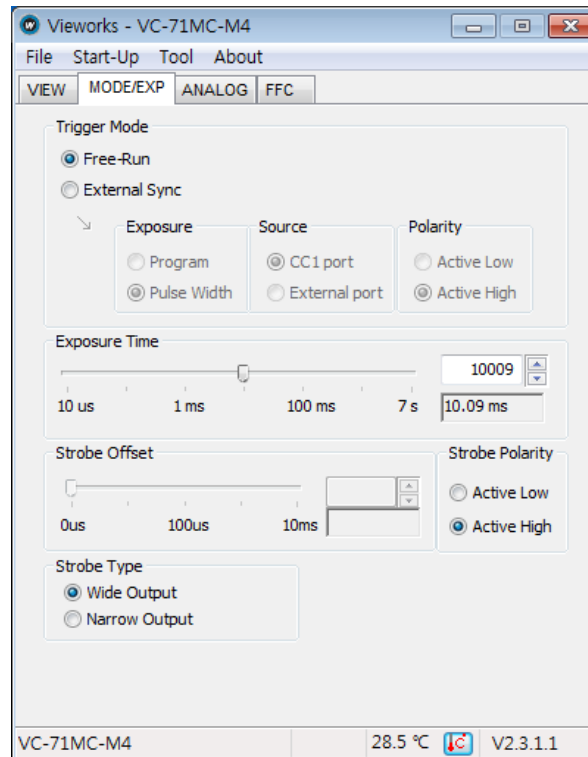 Vieworks - VC-71MC-M4
File Start-Up Tool About
VIEW MODE/EXP ANALOG FFC
Trigger Mode
Free-Run
External Sync
Exposure Source Polarity
Program CC1 port Active Low
Pulse Width External port Active High
Exposure Time
10009
10 us 1 ms 100 ms 7 s 10.09 ms
Strobe Offset Strobe Polarity
Active Low
0us 100us 10ms Active High
Strobe Type
Wide Output
Narrow Output
VC-71MC-M4 28.5 ℃ C V2.3.1.1